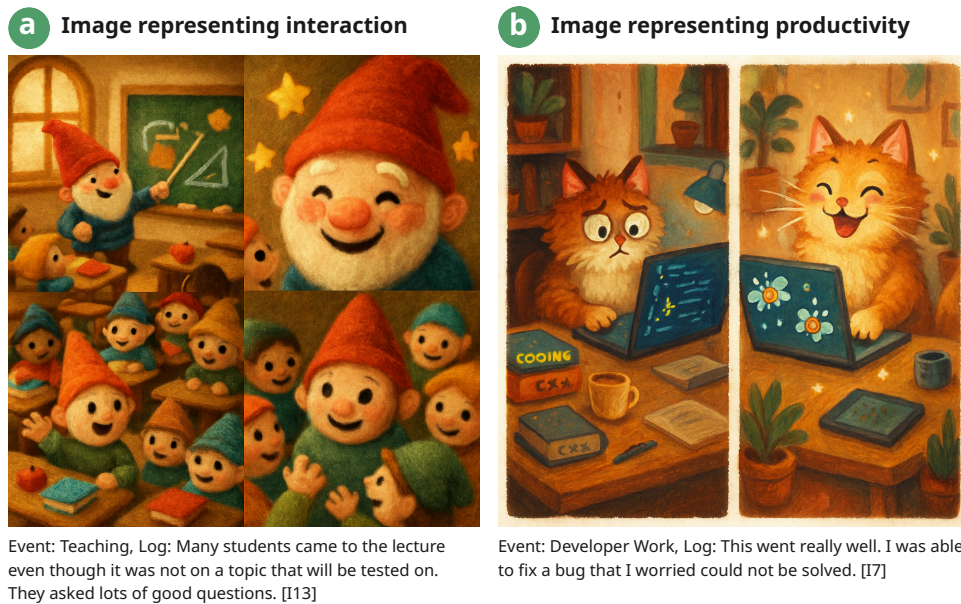 a Image representing interaction
b Image representing productivity
COOING
CXX
CXX
Event: Teaching, Log: Many students came to the lecture
even though it was not on a topic that will be tested on.
They asked lots of good questions. [I13]
Event: Developer Work, Log: This went really well. I was able
to fix a bug that I worried could not be solved. [I7]